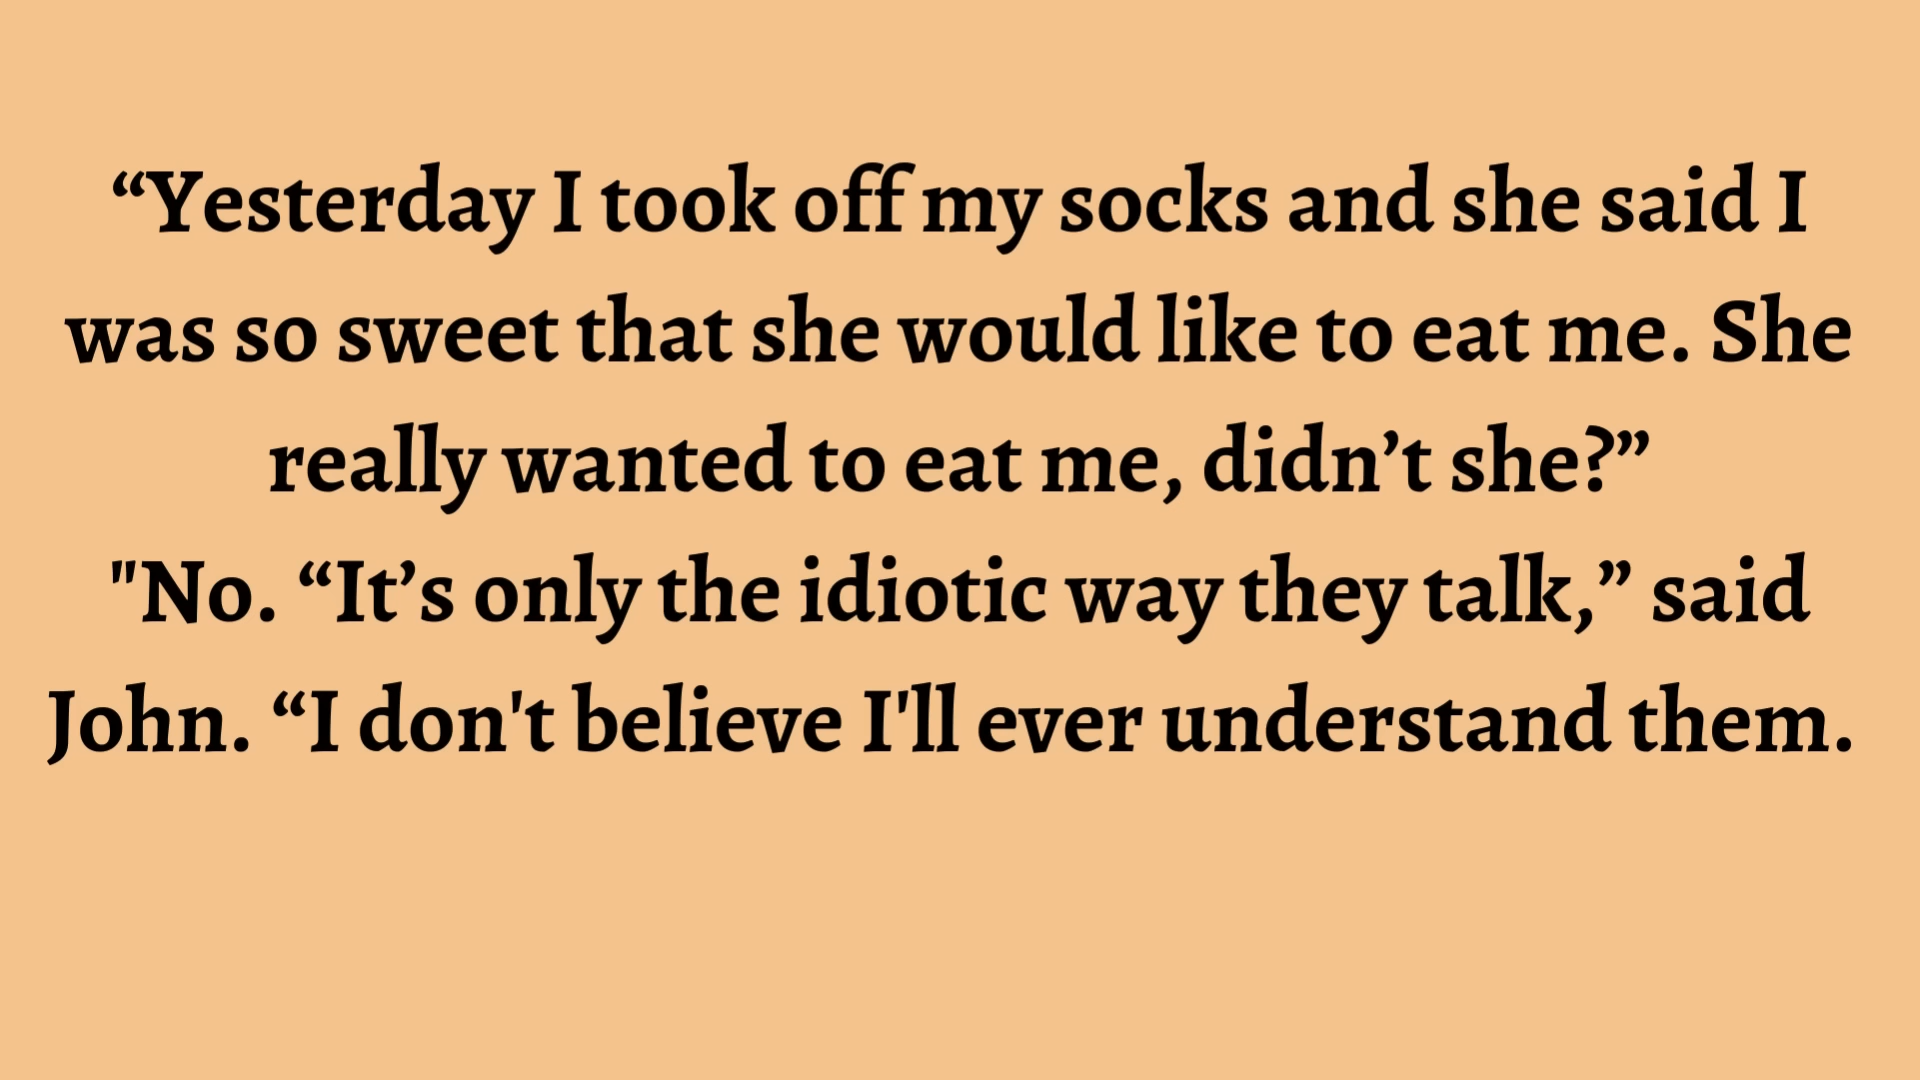 “Yesterday I took off my socks and she said I
was so sweet that she would like to eat me. She
really wanted to eat me, didn’t she?”
"No. “It’s only the idiotic way they talk,” said
John. “I don't believe I'll ever understand them.